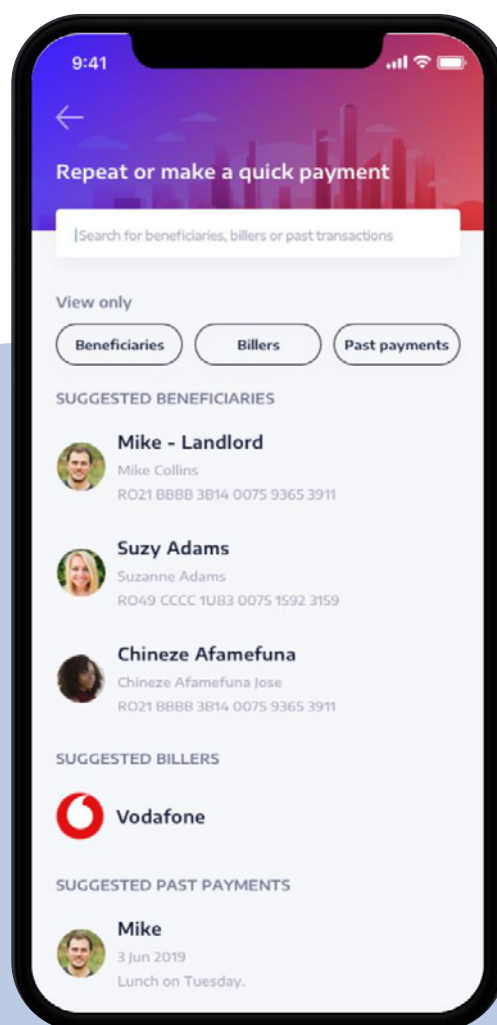 9:41
Repeat or make a quick payment
Search for beneficiaries, billers or past transactions
View only
Beneficiaries
Billers
Past payments
SUGGESTED BENEFICIARIES
Mike - Landlord
Mike Collins
RO21 BBBB 3B14 0075 9365 3911
Suzy Adams
Suzanne Adams
RO49 CCCC 1UB3 0075 1592 3159
Chineze Afamefuna
Chineze Afamefuna Jose
RO21 BBBB 3B14 0075 9365 3911
SUGGESTED BILLERS
Vodafone
SUGGESTED PAST PAYMENTS
Mike
3 Jun 2019
Lunch on Tuesday.